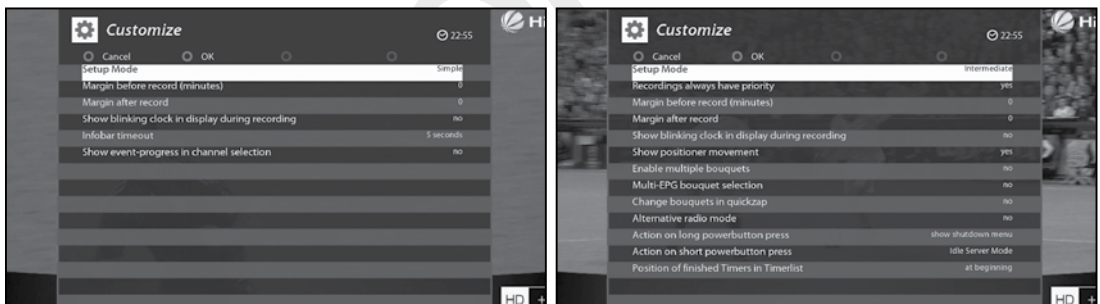 Customize
22:55
Hi
Cancel OK
Setup Mode Simple
Margin before record (minutes) 0
Margin after record 0
Show blinking clock in display during recording no
Infobar timeout 5 seconds
Show event-progress in channel selection no
HD +
Customize
22:55
Hi
Cancel OK
Setup Mode Intermediate
Recordings always have priority yes
Margin before record (minutes) 0
Margin after record 0
Show blinking clock in display during recording no
Show positioner movement yes
Enable multiple bouquets no
Multi-EPG bouquet selection no
Change bouquets in quickzap no
Alternative radio mode no
Action on long powerbutton press show shutdown menu
Action on short powerbutton press Idle Server Mode
Position of finished Timers in Timerlist at beginning
HD +